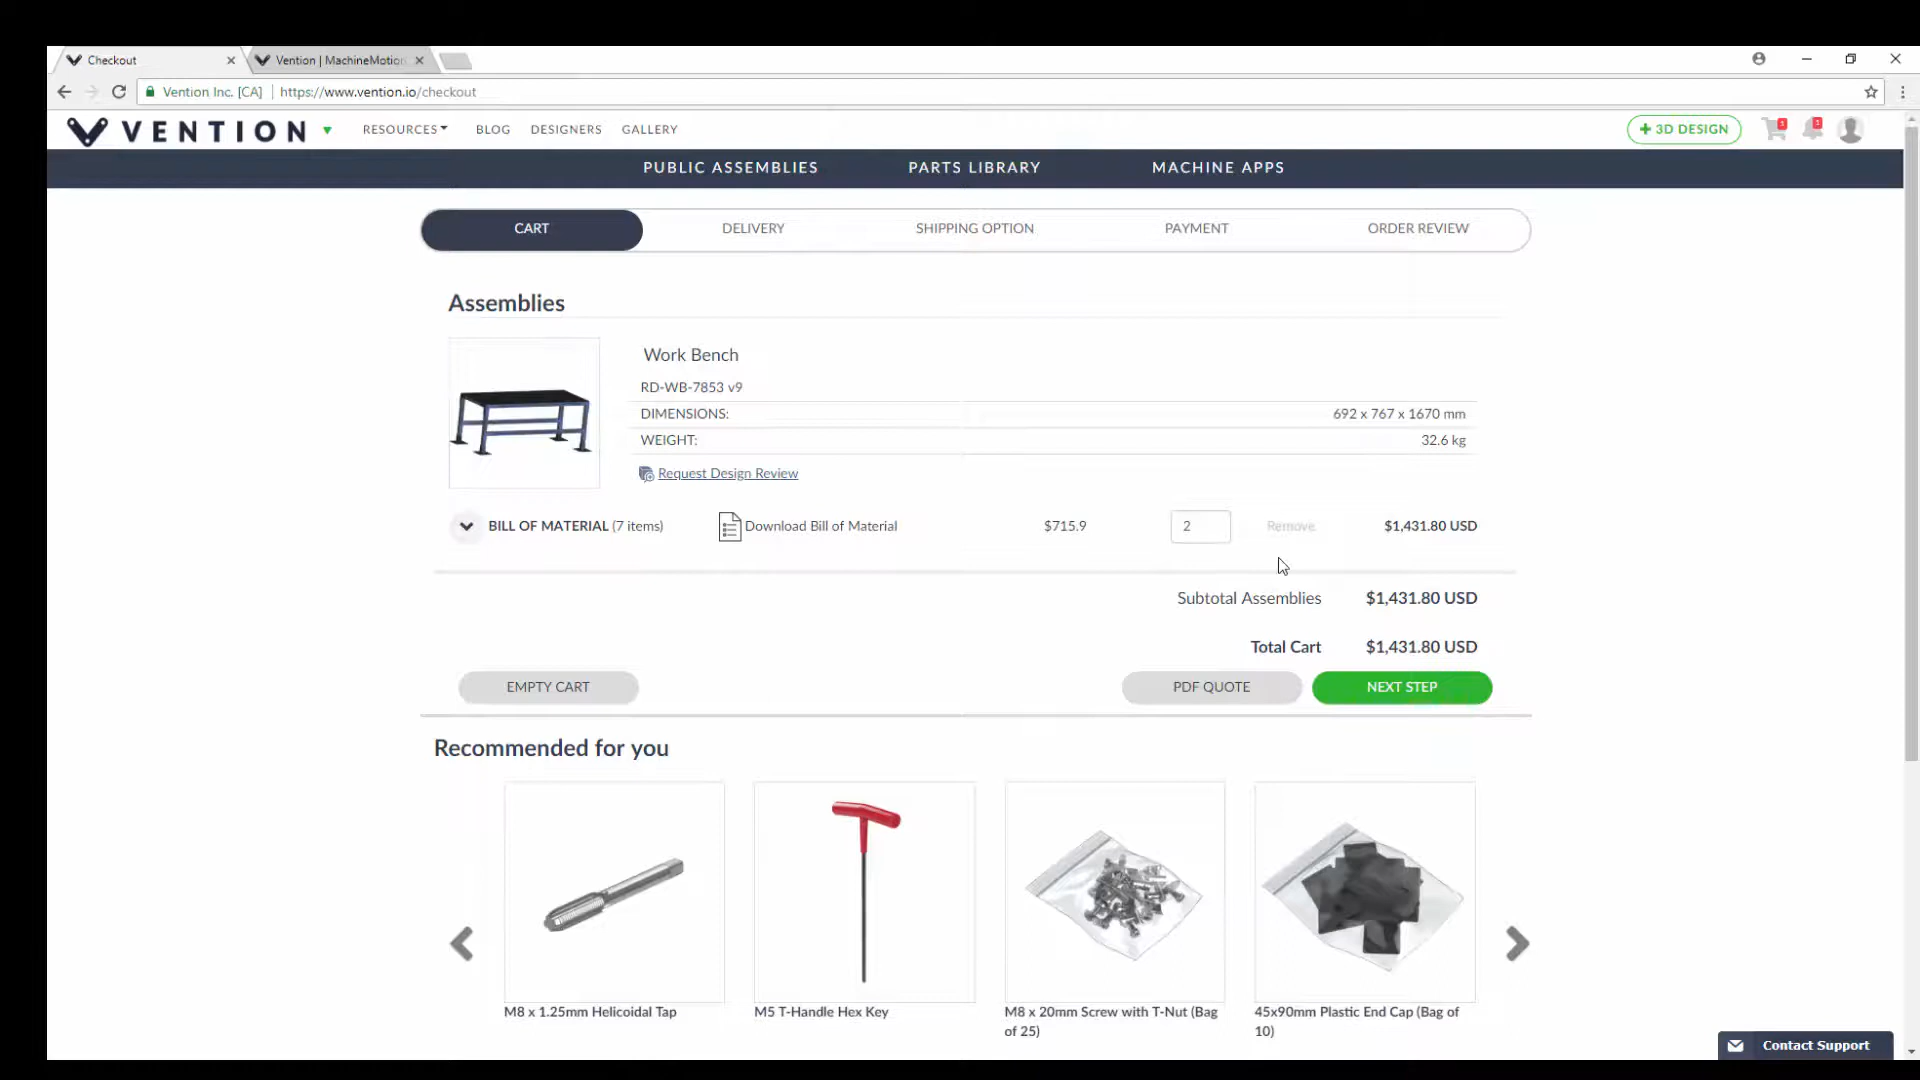 Checkout
Vention | MachineMotion
Vention Inc. [CA] https://www.vention.io/checkout
VENTION RESOURCES BLOG DESIGNERS GALLERY + 3D DESIGN 1 1
PUBLIC ASSEMBLIES PARTS LIBRARY MACHINE APPS
CART DELIVERY SHIPPING OPTION PAYMENT ORDER REVIEW
Assemblies
Work Bench
RD-WB-7853 v9
DIMENSIONS: 692 x 767 x 1670 mm
WEIGHT: 32.6 kg
Request Design Review
BILL OF MATERIAL (7 items) Download Bill of Material $715.9 2 Remove $1,431.80 USD
Subtotal Assemblies $1,431.80 USD
Total Cart $1,431.80 USD
EMPTY CART PDF QUOTE NEXT STEP
Recommended for you
M8 x 1.25mm Helicoidal Tap
M5 T-Handle Hex Key
M8 x 20mm Screw with T-Nut (Bag
of 25)
45x90mm Plastic End Cap (Bag of
10)
Contact Support